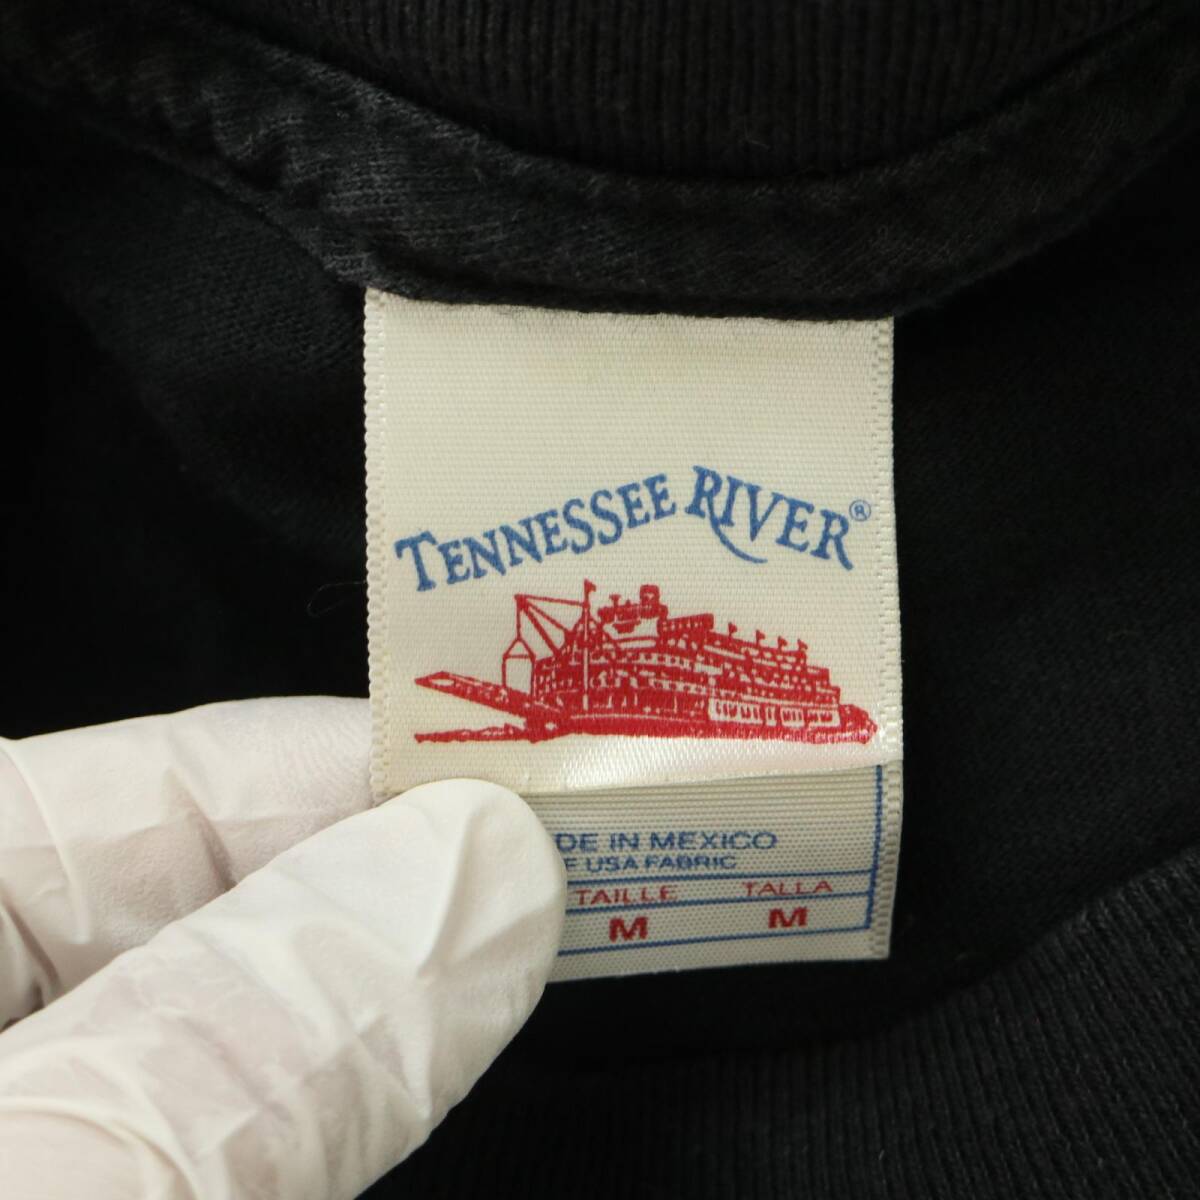 TENNESSEE RIVER®
DE IN MEXICO
USA FABRIC
TAILLE TALLA
M M